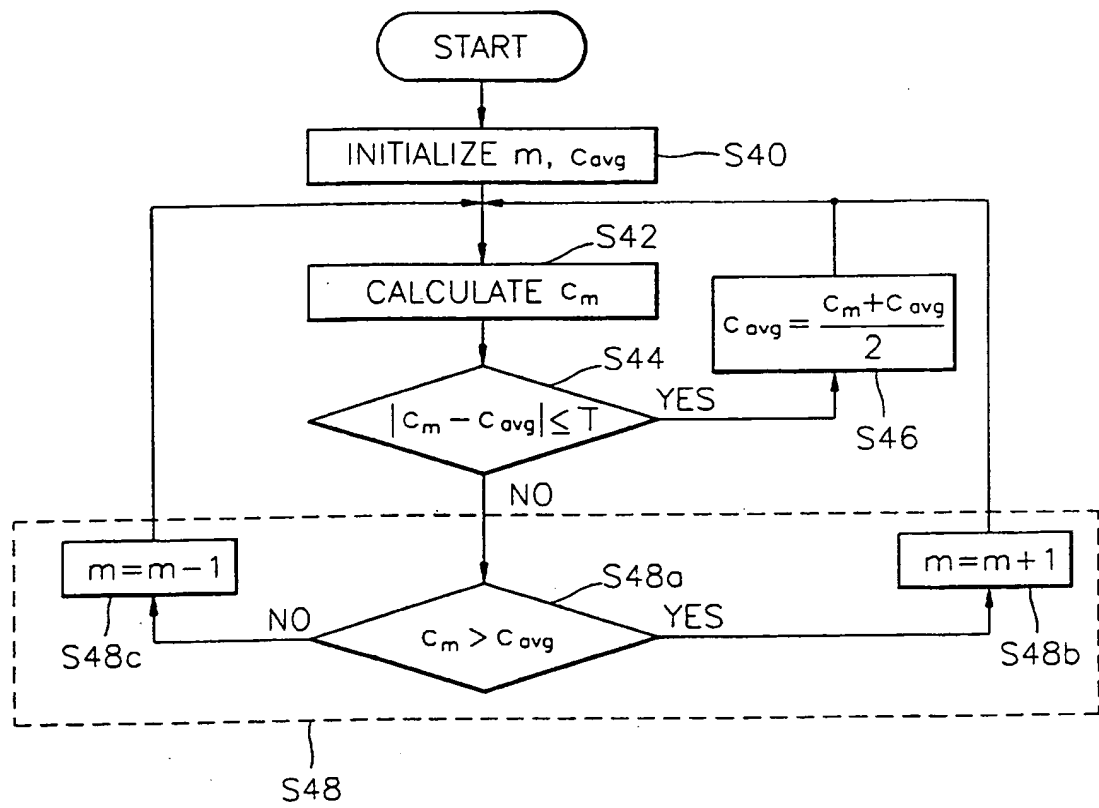 START
INITIALIZE m, cavg
S40
S42
CALCULATE cm
cavg = cm+cavg
2
S46
S44
|cm – cavg| ≤ T
YES
NO
m=m–1
S48c
NO
S48a
cm > cavg
YES
m=m+1
S48b
S48